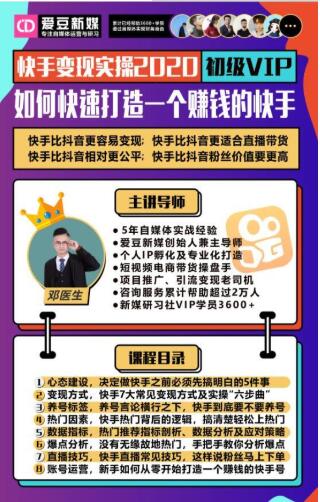 爱豆新媒
专注自媒体运营与研习
累计已经帮助3600+学员
快手变现实操2020 初级VIP
如何快速打造一个赚钱的快手
快手比抖音更容易变现; 快手比抖音更适合直播带货
快手比抖音相对更公平; 快手比抖音粉丝价值要更高
主讲导师
5年自媒体实战经验
爱豆新媒创始人兼主导师
个人IP孵化及专业化打造
短视频电商带货操盘手
项目推广、引流变现老司机
咨询服务累计帮助超过2万人
新媒研习社VIP学员3600+
邓医生
课程目录
1 心态建设，决定做快手之前必须先搞明白的5件事
2 变现方式，快手7大常见变现方式及实操“六步曲”
3 养号标签，养号言论横行之下，快手到底要不要养号
4 热门因素，快手热门背后的逻辑，搞清楚轻松上热门
5 数据指标，热门推荐指标剖析、数据分析及应对策略
6 爆点分析，没有无缘故地热门，手把手教你分析爆点
7 直播技巧，快手直播常见技巧，这样说粉丝马上下单
8 账号运营，新手如何从零开始打造一个赚钱的快手号